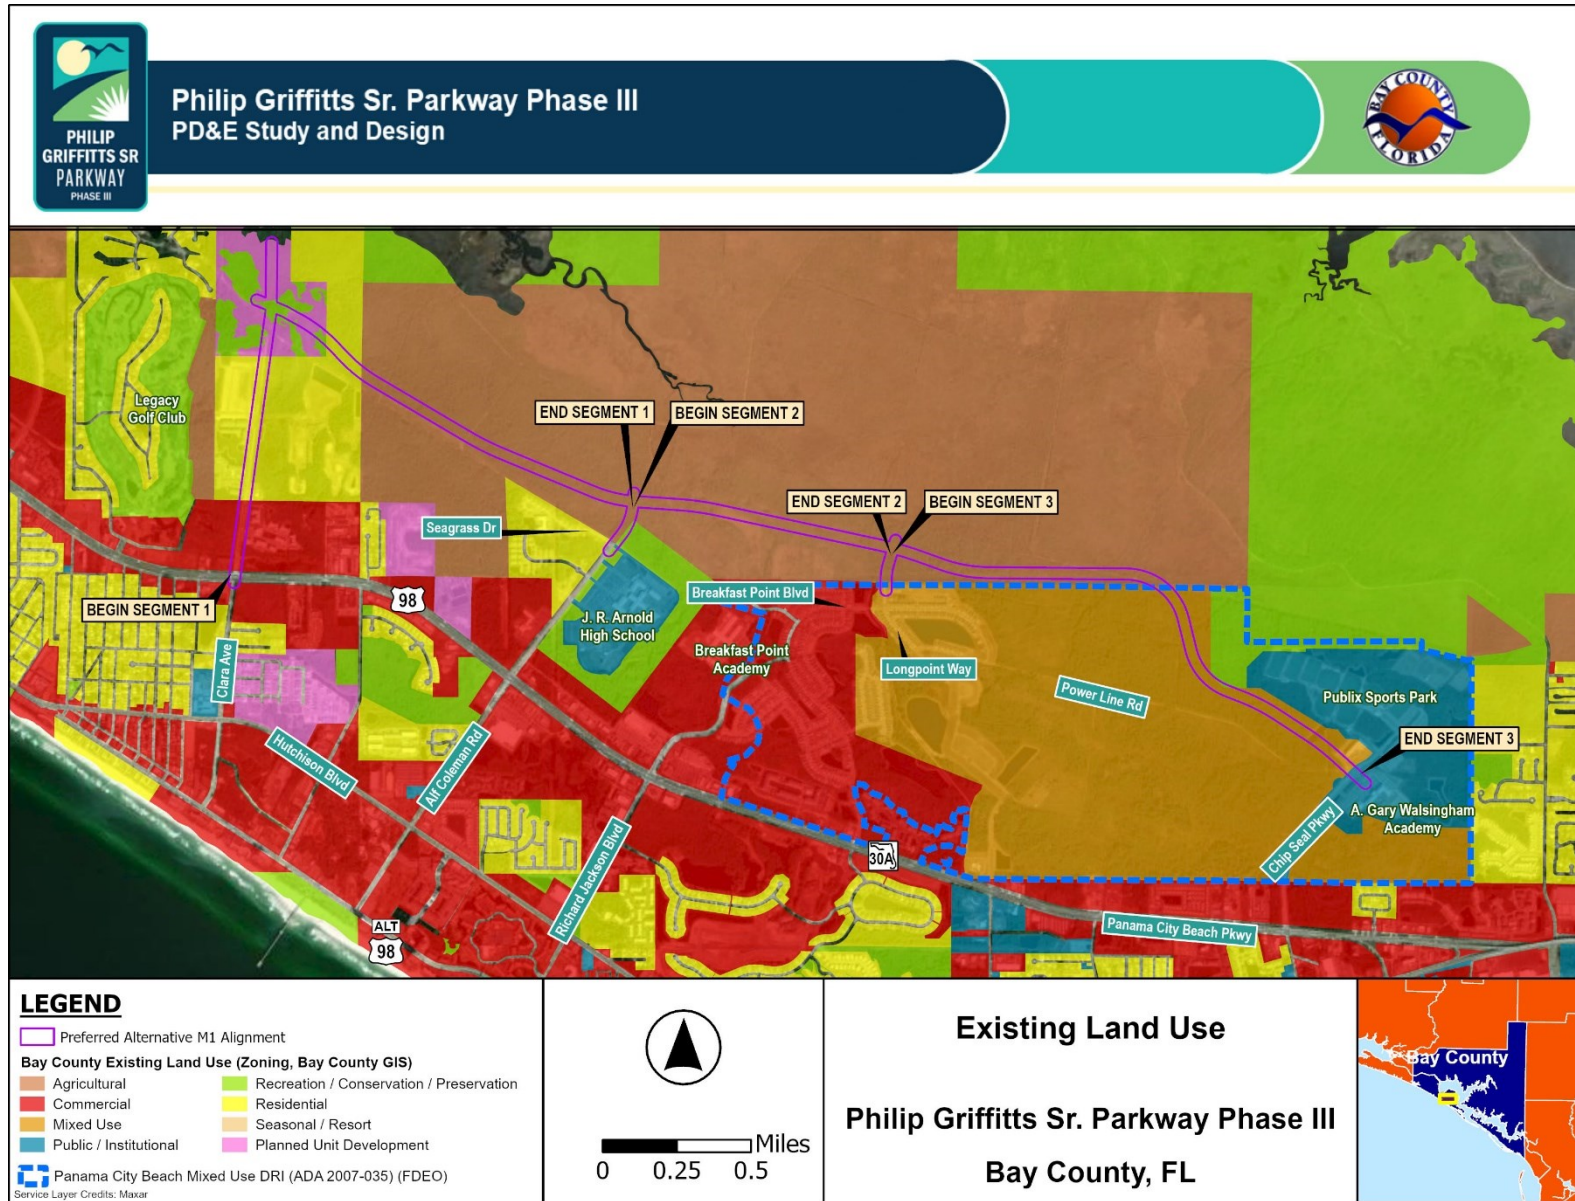 PHILIP
GRIFFITTS SR
PARKWAY
PHASE III
Philip Griffitts Sr. Parkway Phase III
PD&E Study and Design
BAY COUNTY
FLORIDA
Legacy
Golf Club
END SEGMENT 1
BEGIN SEGMENT 2
END SEGMENT 2
BEGIN SEGMENT 3
Seagrass Dr
BEGIN SEGMENT 1
98
J. R. Arnold
High School
Breakfast Point Blvd
Breakfast Point
Academy
Longpoint Way
Power Line Rd
Publix Sports Park
END SEGMENT 3
Clara Ave
Hutchison Blvd
Alf Coleman Rd
Richard Jackson Blvd
A. Gary Walsingham
Academy
Chip Seal Pkwy
30A
Panama City Beach Pkwy
ALT
98
LEGEND
Preferred Alternative M1 Alignment
Bay County Existing Land Use (Zoning, Bay County GIS)
Agricultural
Commercial
Mixed Use
Public / Institutional
Recreation / Conservation / Preservation
Residential
Seasonal / Resort
Planned Unit Development
Panama City Beach Mixed Use DRI (ADA 2007-035) (FDEO)
Service Layer Credits: Maxar
Miles
0 0.25 0.5
Existing Land Use
Philip Griffitts Sr. Parkway Phase III
Bay County, FL
Bay County